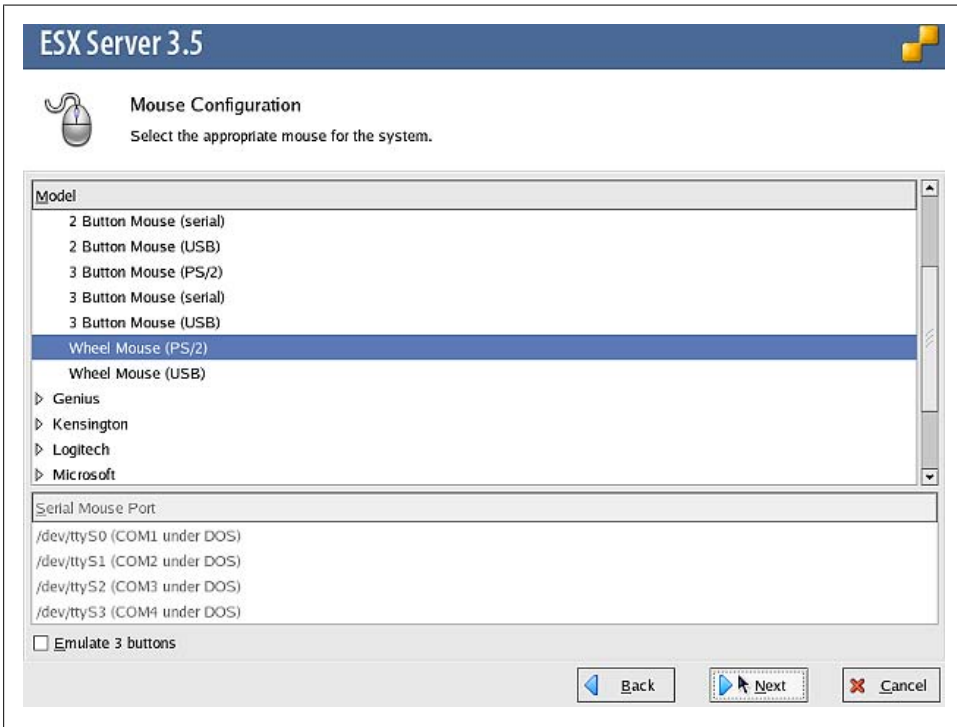 ESX Server 3.5
Mouse Configuration
Select the appropriate mouse for the system.
Model
2 Button Mouse (serial)
2 Button Mouse (USB)
3 Button Mouse (PS/2)
3 Button Mouse (serial)
3 Button Mouse (USB)
Wheel Mouse (PS/2)
Wheel Mouse (USB)
Genius
Kensington
Logitech
Microsoft
Serial Mouse Port
/dev/ttyS0 (COM1 under DOS)
/dev/ttyS1 (COM2 under DOS)
/dev/ttyS2 (COM3 under DOS)
/dev/ttyS3 (COM4 under DOS)
Emulate 3 buttons
Back
Next
Cancel